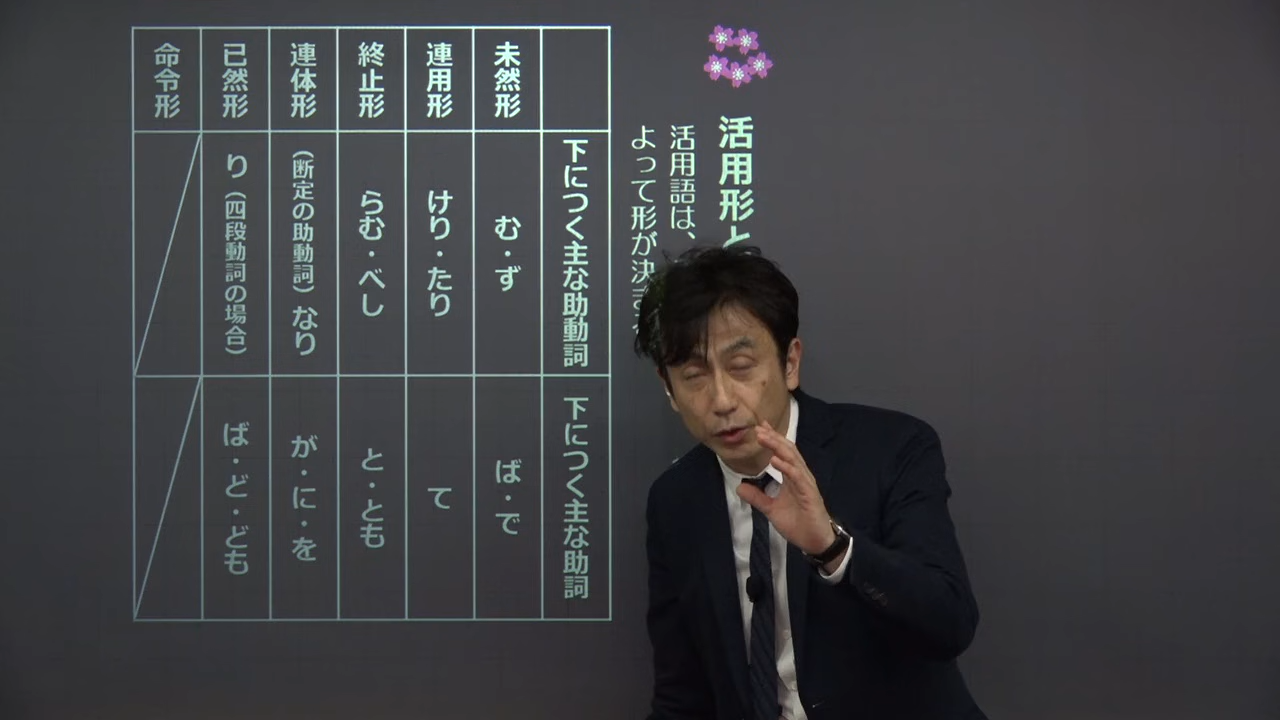 活用形と
活用語は、
よって形が決ま
下につく主な助動詞
下につく主な助詞
未然形
む・ず
ば・で
連用形
けり・たり
て
終止形
らむ・べし
と・とも
連体形
（断定の助動詞）なり
が・に・を
已然形
り（四段動詞の場合）
ば・ど・ども
命令形